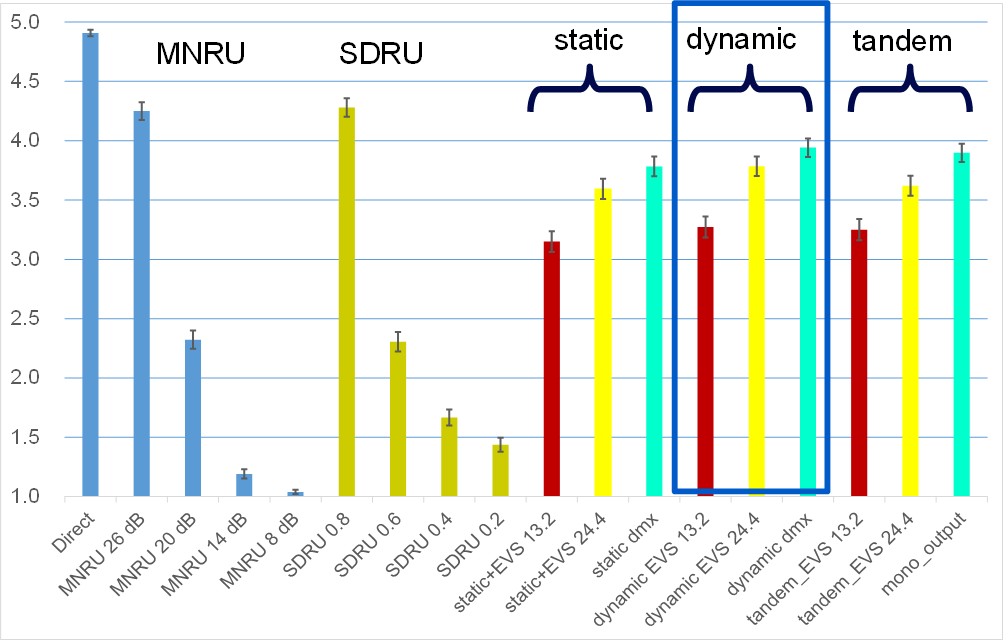 5.0
4.5
4.0
3.5
3.0
2.5
2.0
1.5
1.0
MNRU
SDRU
static
dynamic
tandem
Direct
MNRU 26 dB
MNRU 20 dB
MNRU 14 dB
MNRU 8 dB
SDRU 0.8
SDRU 0.6
SDRU 0.4
SDRU 0.2
static+EVS 13.2
static+EVS 24.4
static dmx
dynamic EVS 13.2
dynamic EVS 24.4
dynamic dmx
tandem_EVS 13.2
tandem_EVS 24.4
mono_output